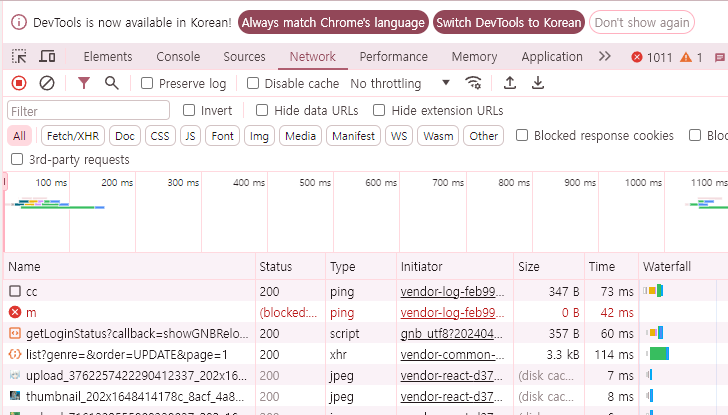 DevTools is now available in Korean! Always match Chrome's language Switch DevTools to Korean Don't show again
Elements Console Sources Network Performance Memory Application 1011 1
Preserve log Disable cache No throttling
Filter Invert Hide data URLs Hide extension URLs
All Fetch/XHR Doc CSS JS Font Img Media Manifest WS Wasm Other Blocked response cookies Bloc
3rd-party requests
100 ms 200 ms 300 ms 400 ms 500 ms 600 ms 700 ms 800 ms 900 ms 1000 ms 1100 ms
Name Status Type Initiator Size Time Waterfall
cc 200 ping vendor-log-feb99... 347 B 73 ms
m (blocked:... ping vendor-log-feb99... 0 B 42 ms
getLoginStatus?callback=showGNBRelo... 200 script gnb_utf8?202404... 357 B 60 ms
list?genre=&order=UPDATE&page=1 200 xhr vendor-common-... 3.3 kB 114 ms
upload_3762257422290412337_202x16... 200 jpeg vendor-react-d37... (disk cac... 7 ms
thumbnail_202x1648414178c_8acf_4a8... 200 jpeg vendor-react-d37... (disk cac... 8 ms